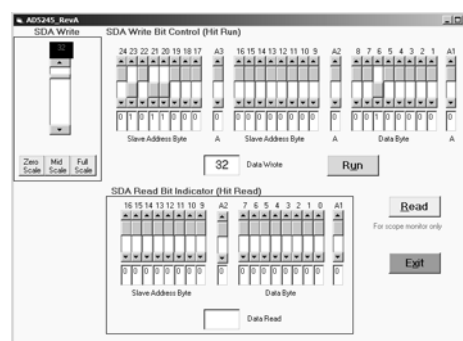 AD5245_RevA
SDA Write
SDA Write Bit Control (Hit Run)
32
24 23 22 21 20 19 18 17 A3 16 15 14 13 12 11 10 9 A2 8 7 6 5 4 3 2 1 A1
0 1 0 1 1 0 0 0 0 0 0 0 0 0 0 0 0 0 0 0 0 1 0 0 0 0 0 0
Slave Address Byte A Slave Address Byte A Data Byte A
Zero Scale Mid Scale Full Scale
32 Data Wrote Run
SDA Read Bit Indicator (Hit Read)
16 15 14 13 12 11 10 9 A2 7 6 5 4 3 2 1 0 A1
0 0 0 0 0 0 0 0 0 0 0 0 0 0 0 0 0 0
Slave Address Byte Data Byte
Read
For scope monitor only
Exit
Data Read